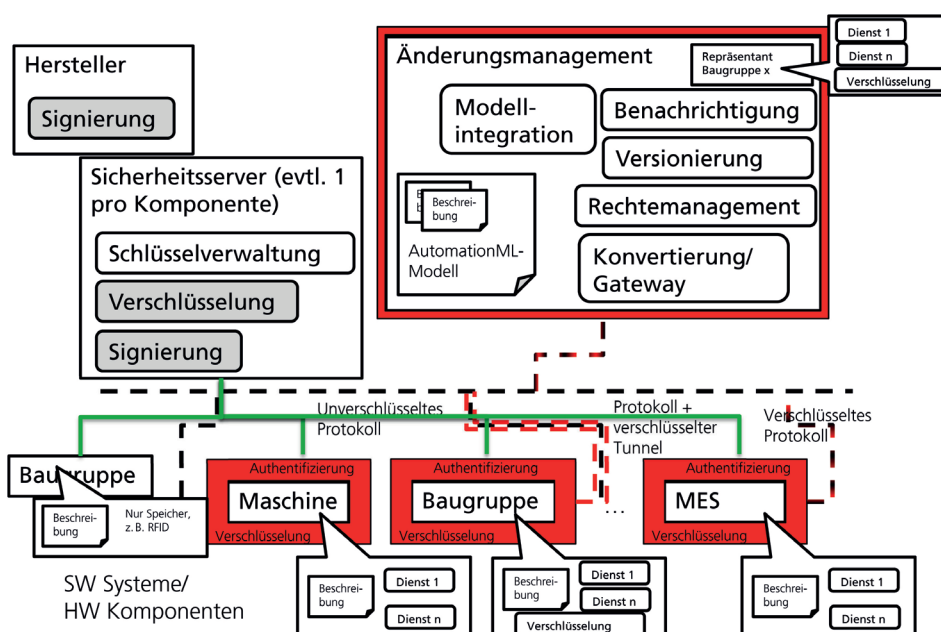 Hersteller
Signierung
Sicherheitsserver (evtl. 1
pro Komponente)
Schlüsselverwaltung
Verschlüsselung
Signierung
Änderungsmanagement
Repräsentant
Baugruppe x
Dienst 1
Dienst n
Verschlüsselung
Modell-
integration
Benachrichtigung
Versionierung
Rechtemanagement
Konvertierung/
Gateway
Beschrei-
bung
AutomationML-
Modell
Unverschlüsseltes
Protokoll
Protokoll +
verschlüsselter
Tunnel
Verschlüsseltes
Protokoll
Baugruppe
Beschrei-
bung
Nur Speicher,
z. B. RFID
Authentifizierung
Maschine
Verschlüsselung
Authentifizierung
Baugruppe
Verschlüsselung
...
Authentifizierung
MES
Verschlüsselung
SW Systeme/
HW Komponenten
Beschrei-
bung
Dienst 1
Dienst n
Beschrei-
bung
Dienst 1
Dienst n
Verschlüsselung
Beschrei-
bung
Dienst 1
Dienst n